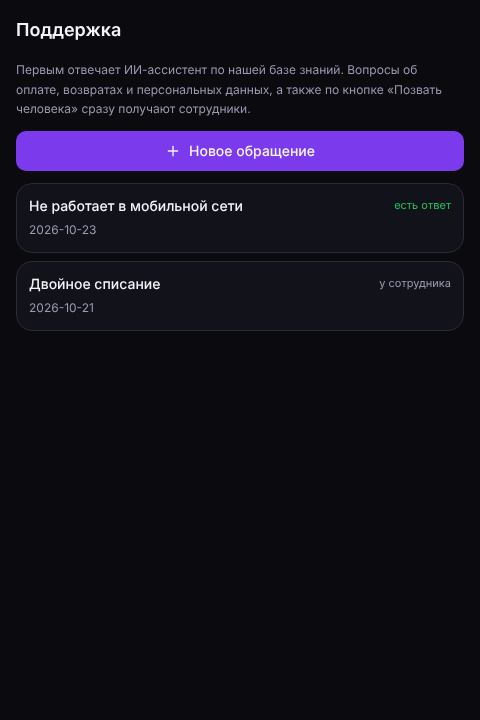 Поддержка
Первым отвечает ИИ-ассистент по нашей базе знаний. Вопросы об
оплате, возвратах и персональных данных, а также по кнопке «Позвать
человека» сразу получают сотрудники.
Новое обращение
Не работает в мобильной сети
есть ответ
2026-10-23
Двойное списание
у сотрудника
2026-10-21